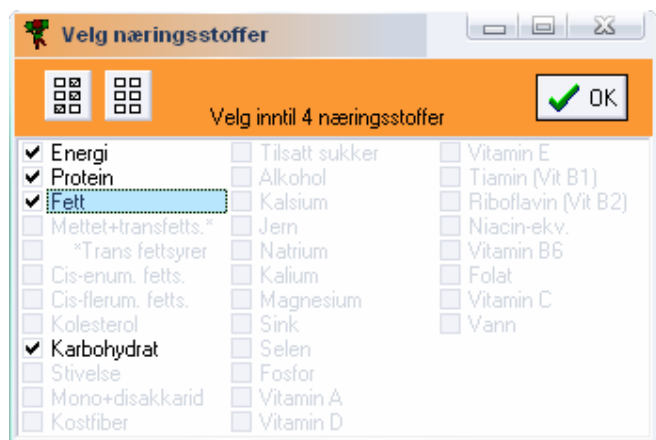 Velg næringsstoffer
OK
Velg inntil 4 næringsstoffer
Energi
Protein
Fett
Mettet+transfetts.*
*Trans fettsyrer
Cis-enum. fetts.
Cis-flerum. fetts.
Kolesterol
Karbohydrat
Stivelse
Mono+disakkarid
Kostfiber
Tilsatt sukker
Alkohol
Kalsium
Jern
Natrium
Kalium
Magnesium
Sink
Selen
Fosfor
Vitamin A
Vitamin D
Vitamin E
Tiamin (Vit B1)
Riboflavin (Vit B2)
Niacin-ekv.
Vitamin B6
Folat
Vitamin C
Vann